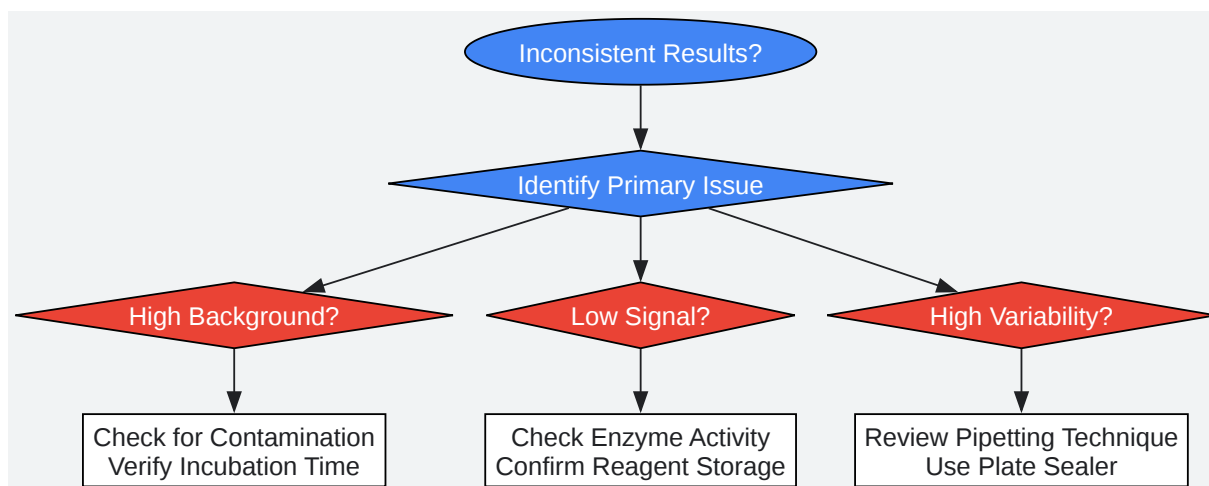 Inconsistent Results?
Identify Primary Issue
High Background?
Low Signal?
High Variability?
Check for Contamination
Verify Incubation Time
Check Enzyme Activity
Confirm Reagent Storage
Review Pipetting Technique
Use Plate Sealer